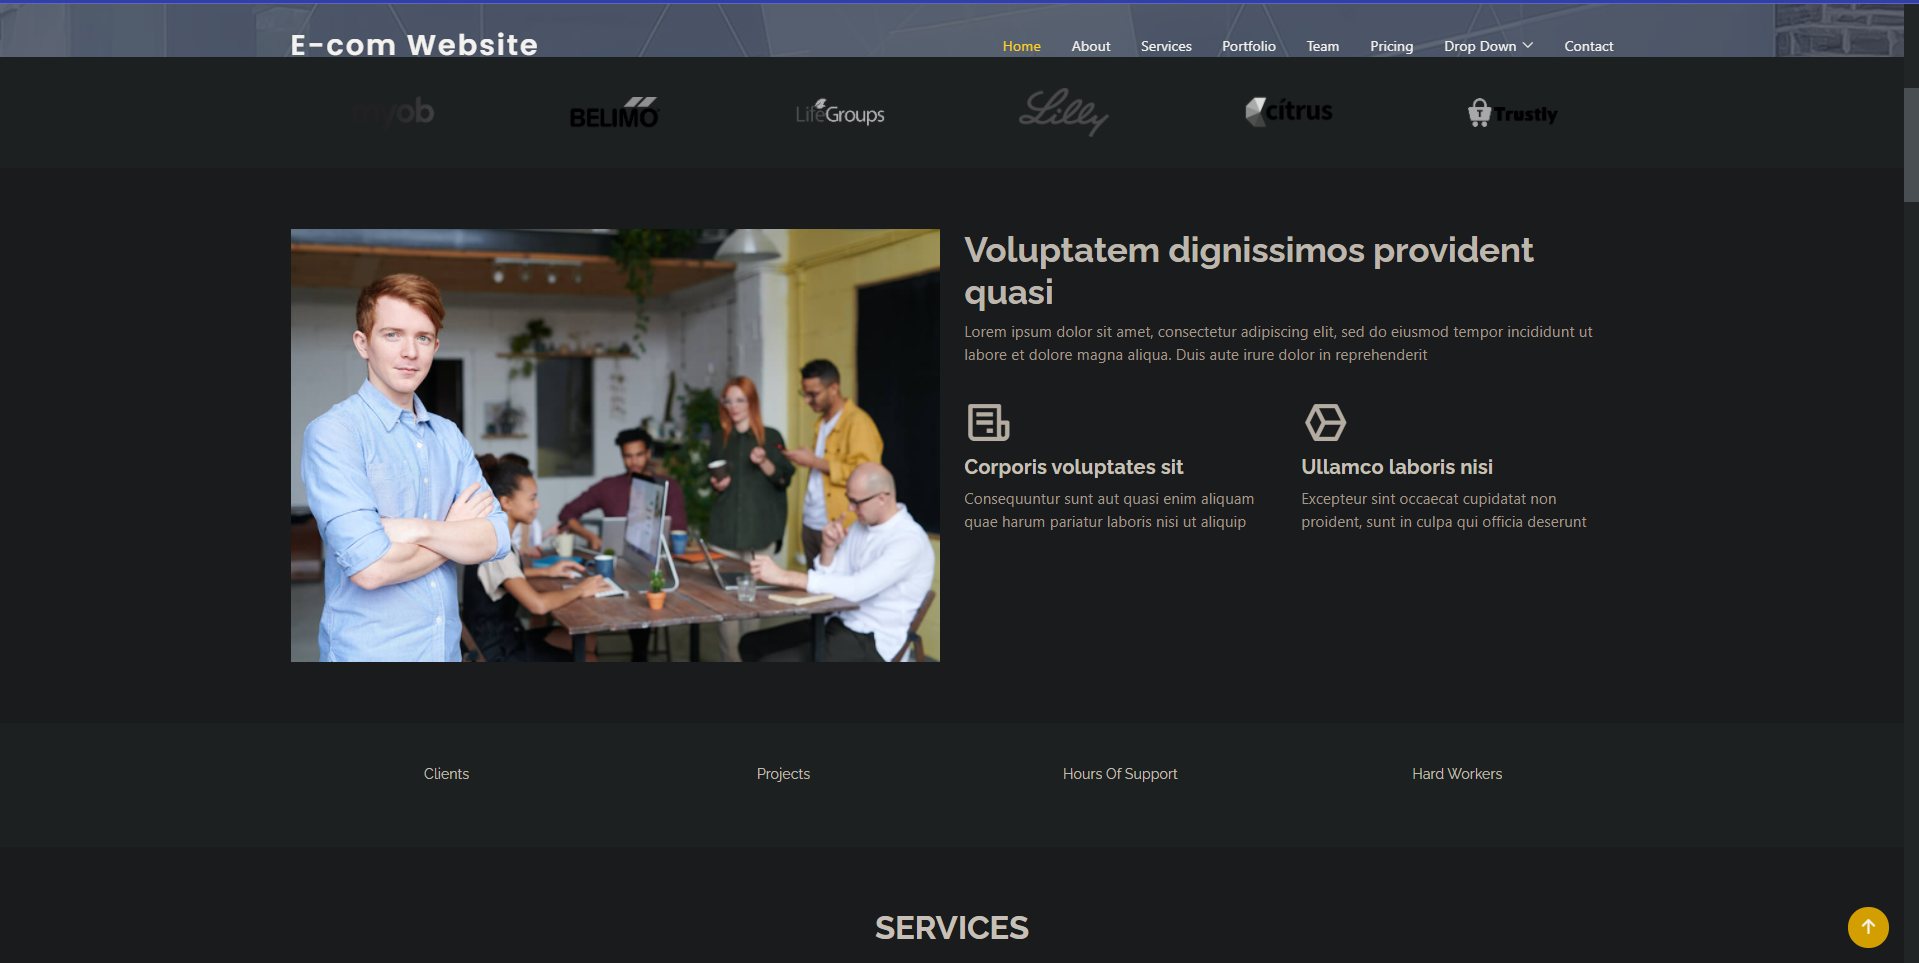 E-com Website
Home About Services Portfolio Team Pricing Drop Down Contact
myob BELIMO LifeGroups Lilly citrus Trustly
Voluptatem dignissimos provident
quasi
Lorem ipsum dolor sit amet, consectetur adipiscing elit, sed do eiusmod tempor incididunt ut
labore et dolore magna aliqua. Duis aute irure dolor in reprehenderit
Corporis voluptates sit
Consequuntur sunt aut quasi enim aliquam
quae harum pariatur laboris nisi ut aliquip
Ullamco laboris nisi
Excepteur sint occaecat cupidatat non
proident, sunt in culpa qui officia deserunt
Clients Projects Hours Of Support Hard Workers
SERVICES